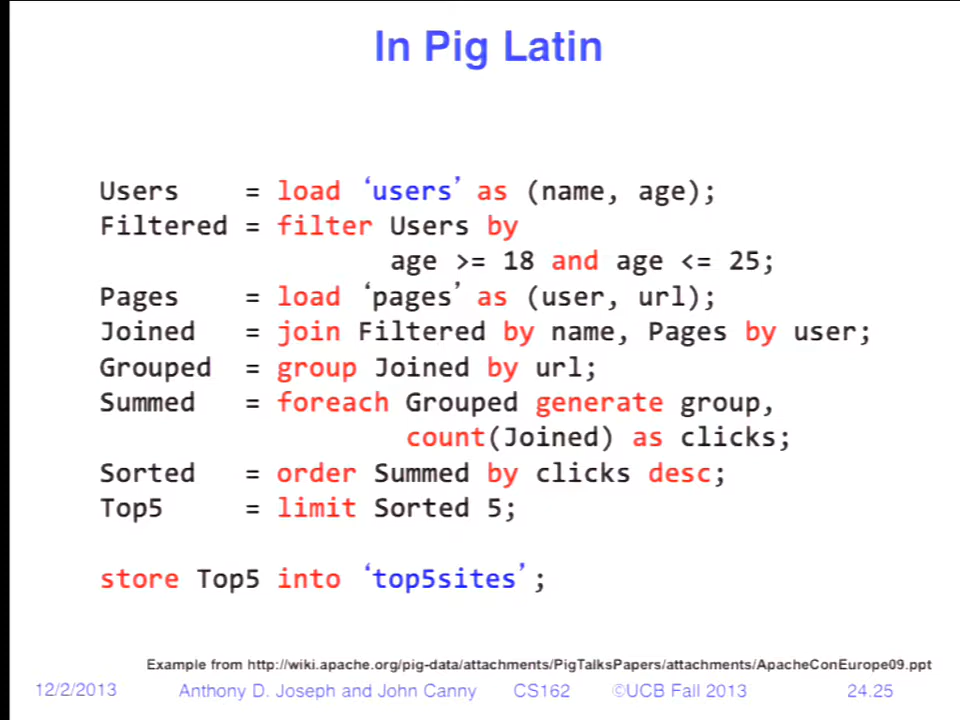 In Pig Latin
Users = load ‘users’ as (name, age);
Filtered = filter Users by
age >= 18 and age <= 25;
Pages = load ‘pages’ as (user, url);
Joined = join Filtered by name, Pages by user;
Grouped = group Joined by url;
Summed = foreach Grouped generate group,
count(Joined) as clicks;
Sorted = order Summed by clicks desc;
Top5 = limit Sorted 5;
store Top5 into ‘top5sites’;
Example from http://wiki.apache.org/pig-data/attachments/PigTalksPapers/attachments/ApacheConEurope09.ppt
12/2/2013 Anthony D. Joseph and John Canny CS162 ©UCB Fall 2013 24.25